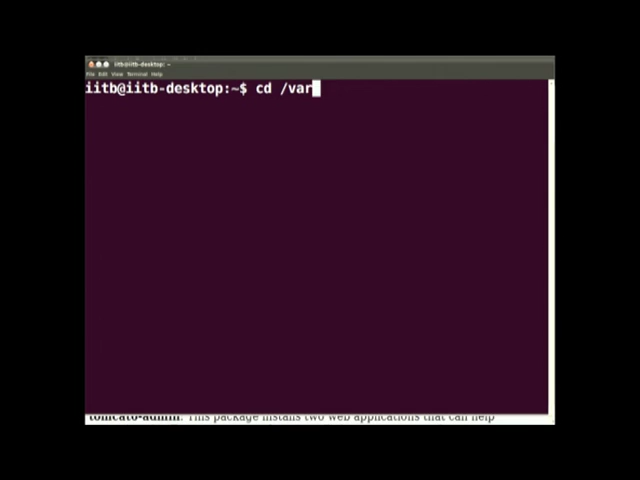 iitb@iitb-desktop: ~
File Edit View Terminal Help
iitb@iitb-desktop:~$ cd /var
tomcat6-admin: This package installs two web applications that can help